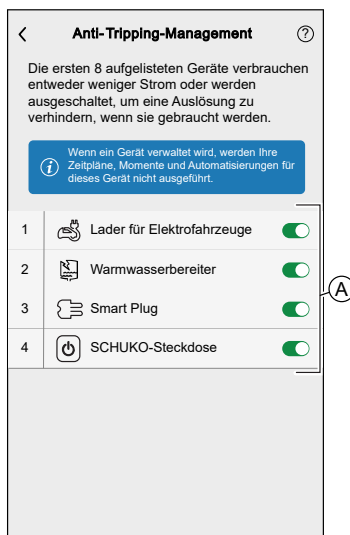 Anti-Tripping-Management
?
Die ersten 8 aufgelisteten Geräte verbrauchen
entweder weniger Strom oder werden
ausgeschaltet, um eine Auslösung zu
verhindern, wenn sie gebraucht werden.
i
Wenn ein Gerät verwaltet wird, werden Ihre
Zeitpläne, Momente und Automatisierungen für
dieses Gerät nicht ausgeführt.
1 Lader für Elektrofahrzeuge
2 Warmwasserbereiter
3 Smart Plug
4 SCHUKO-Steckdose
A